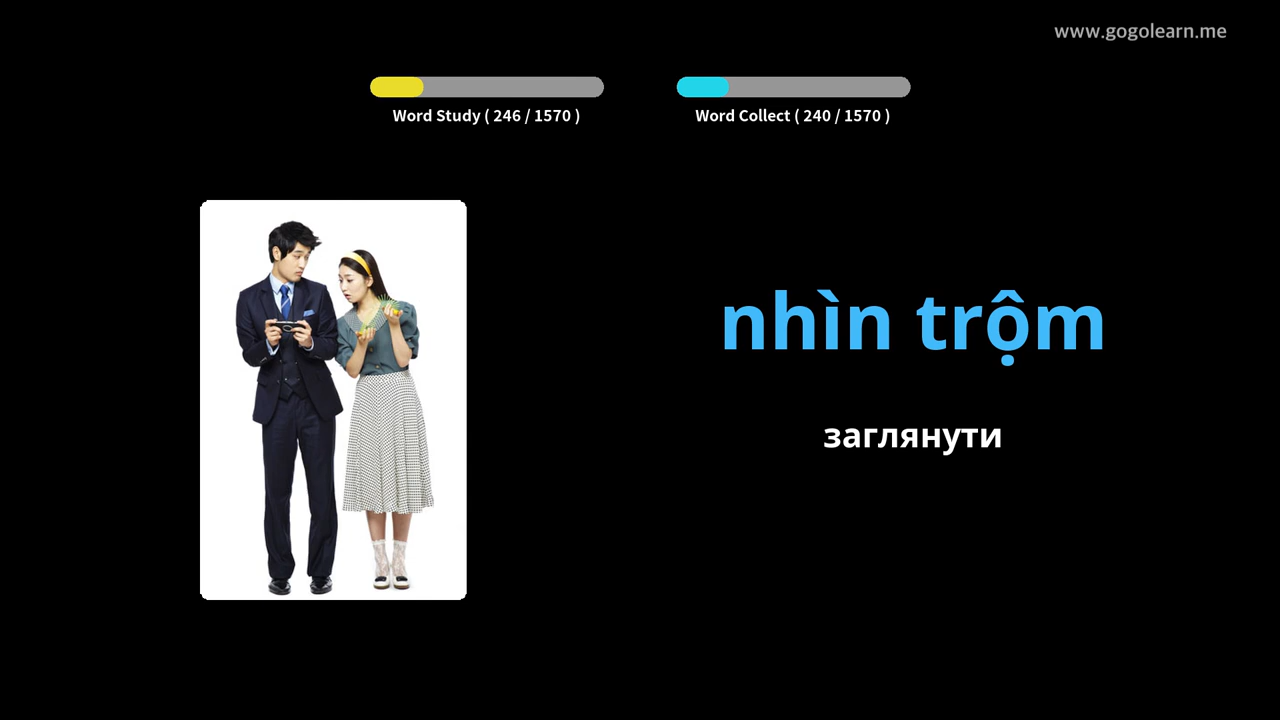 www.gogolearn.me
Word Study ( 246 / 1570 )
Word Collect ( 240 / 1570 )
nhìn trộm
заглянути